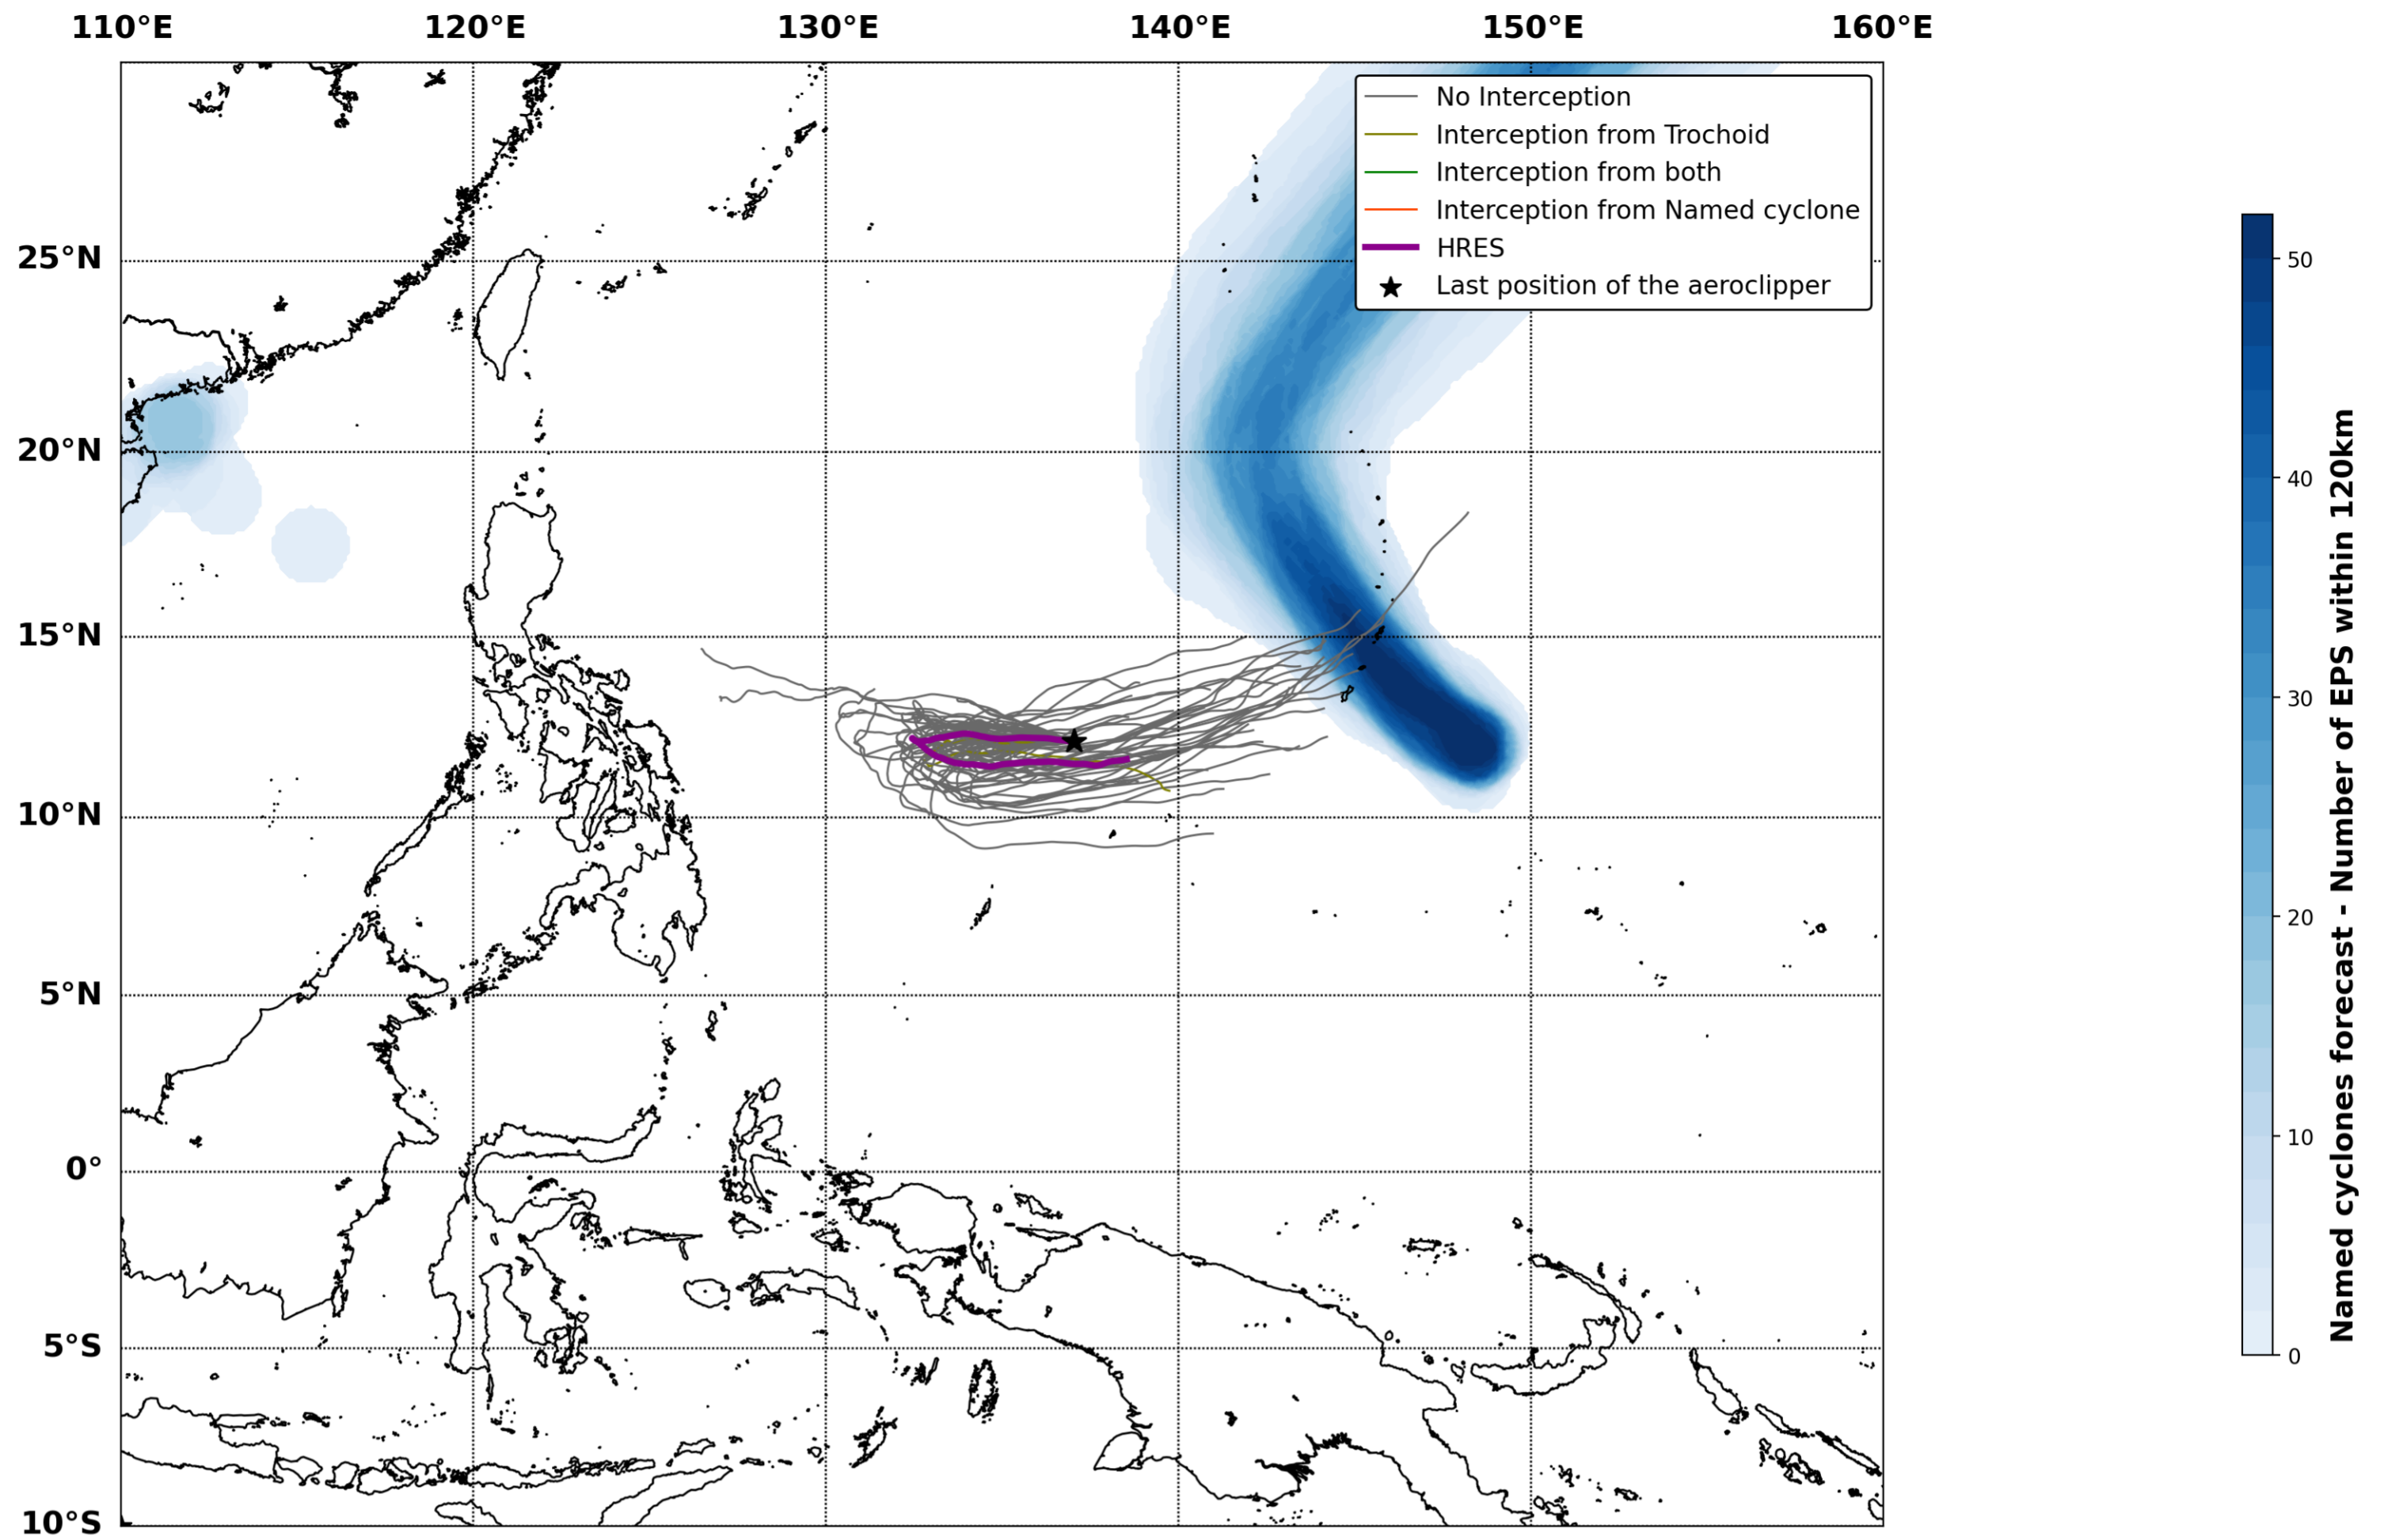 110°E 120°E 130°E 140°E 150°E 160°E
No Interception
Interception from Trochoid
Interception from both
Interception from Named cyclone
HRES
Last position of the aeroclipper
25°N
20°N
15°N
10°N
5°N
0°
5°S
10°S
50
40
30
20
10
0
Named cyclones forecast - Number of EPS within 120km